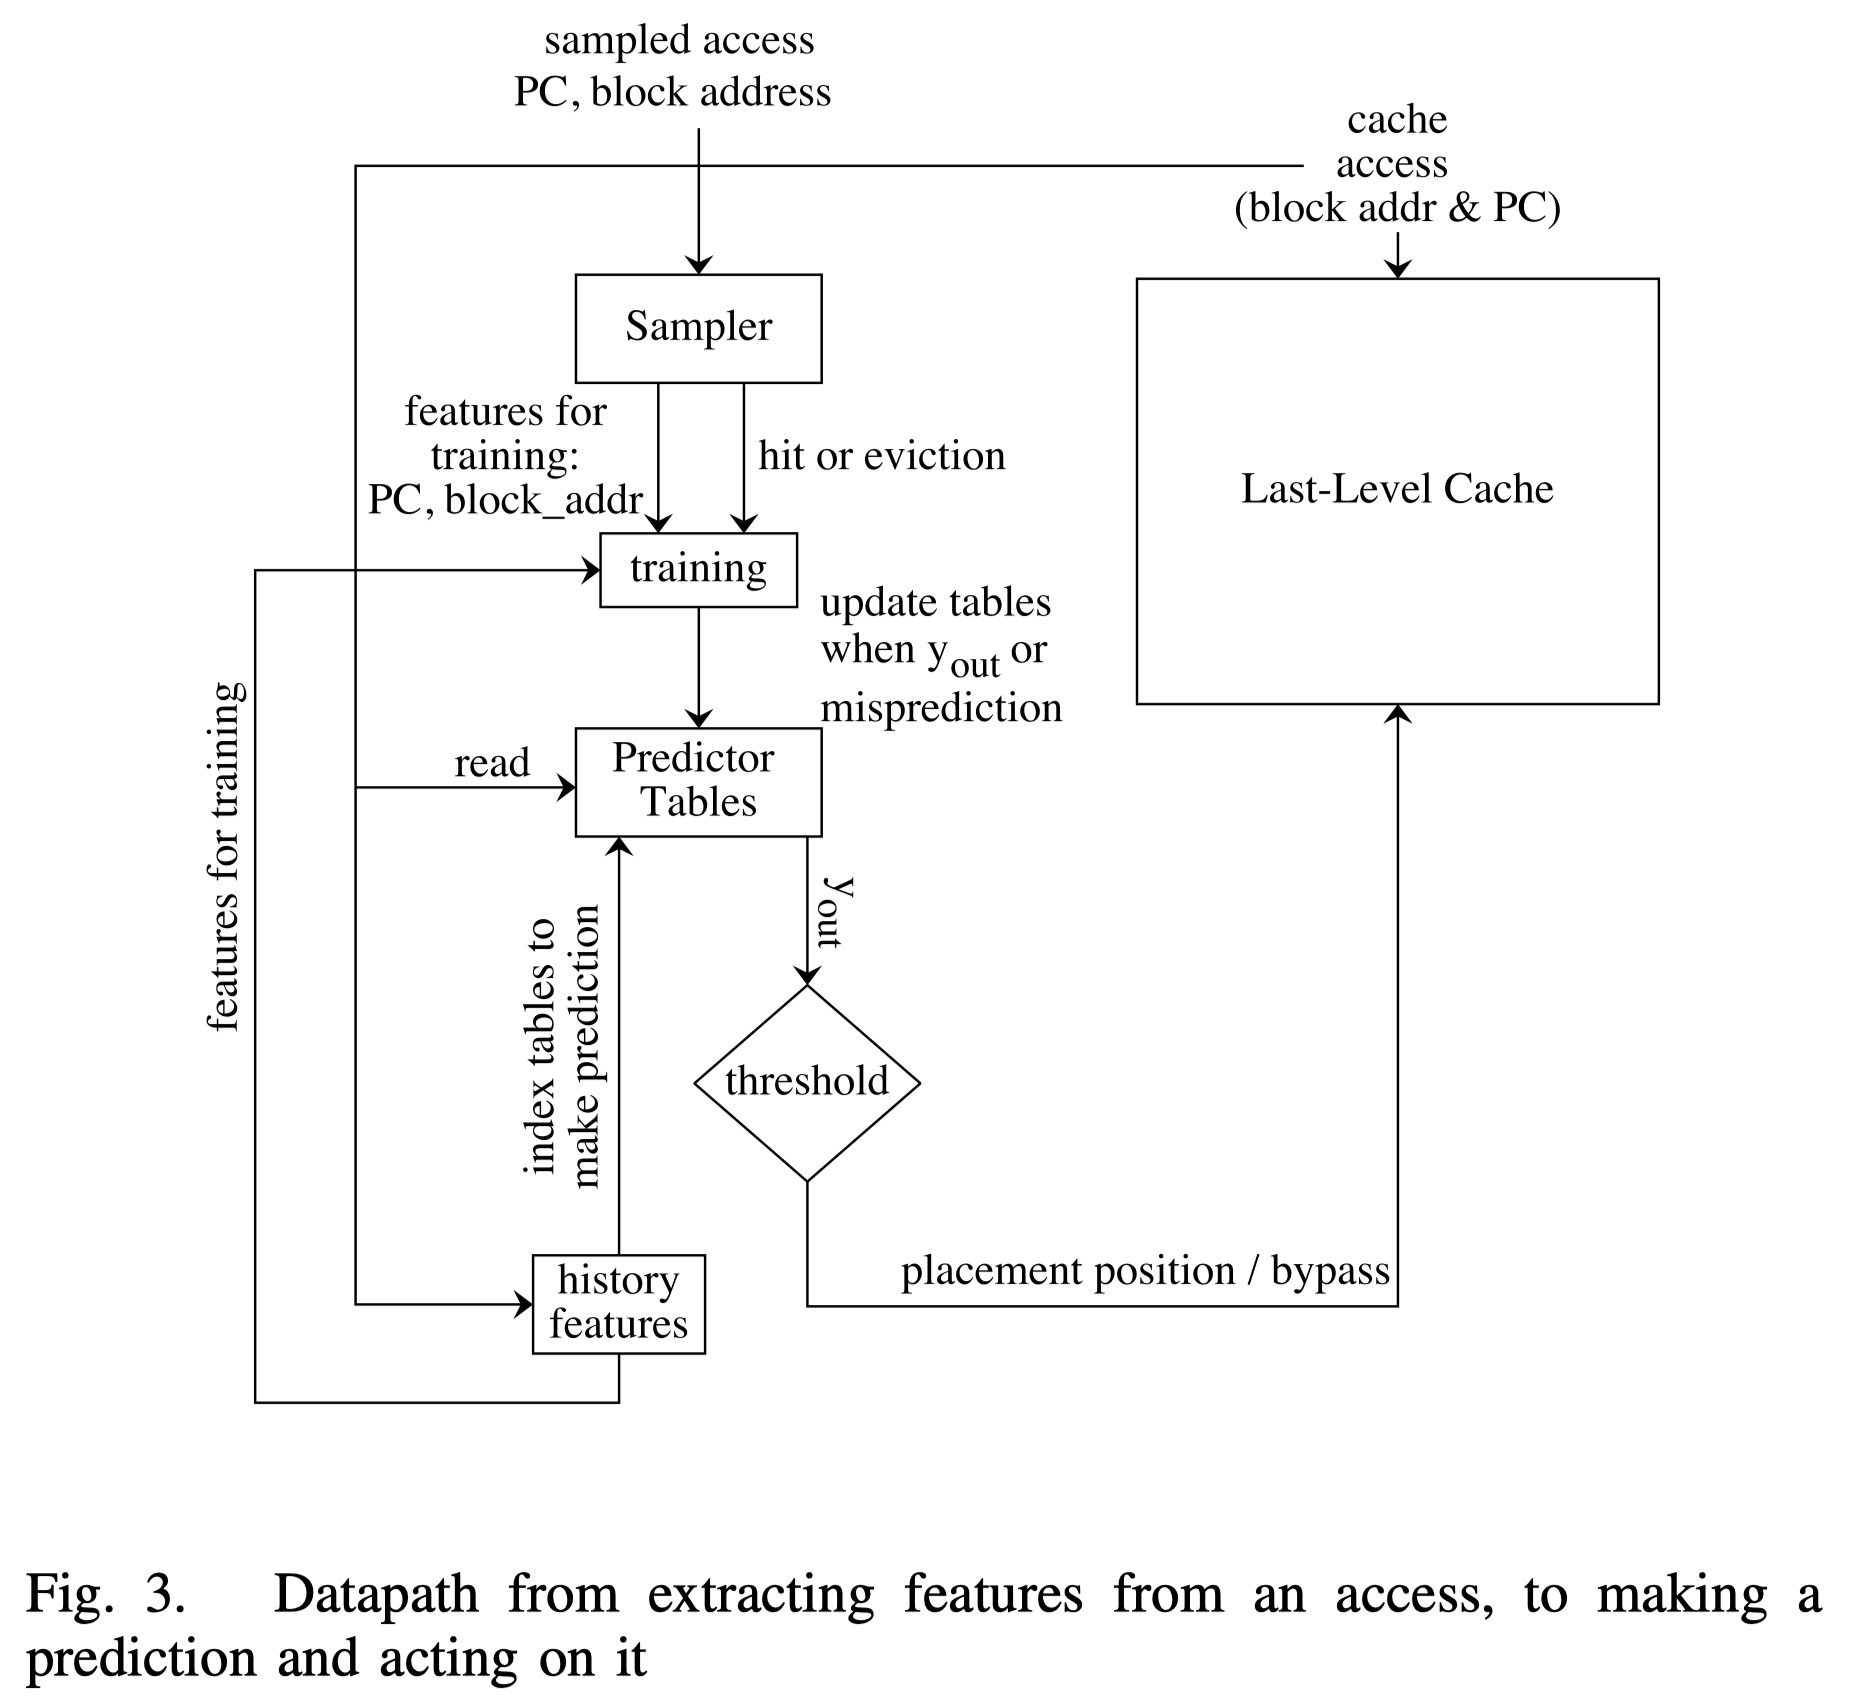 sampled access
PC, block address
cache
access
(block addr & PC)
Sampler
features for
training:
PC, block_addr
hit or eviction
Last-Level Cache
training
update tables
when yout or
misprediction
features for training
read
Predictor
Tables
yout
index tables to
make prediction
threshold
placement position / bypass
history
features
Fig. 3. Datapath from extracting features from an access, to making a
prediction and acting on it